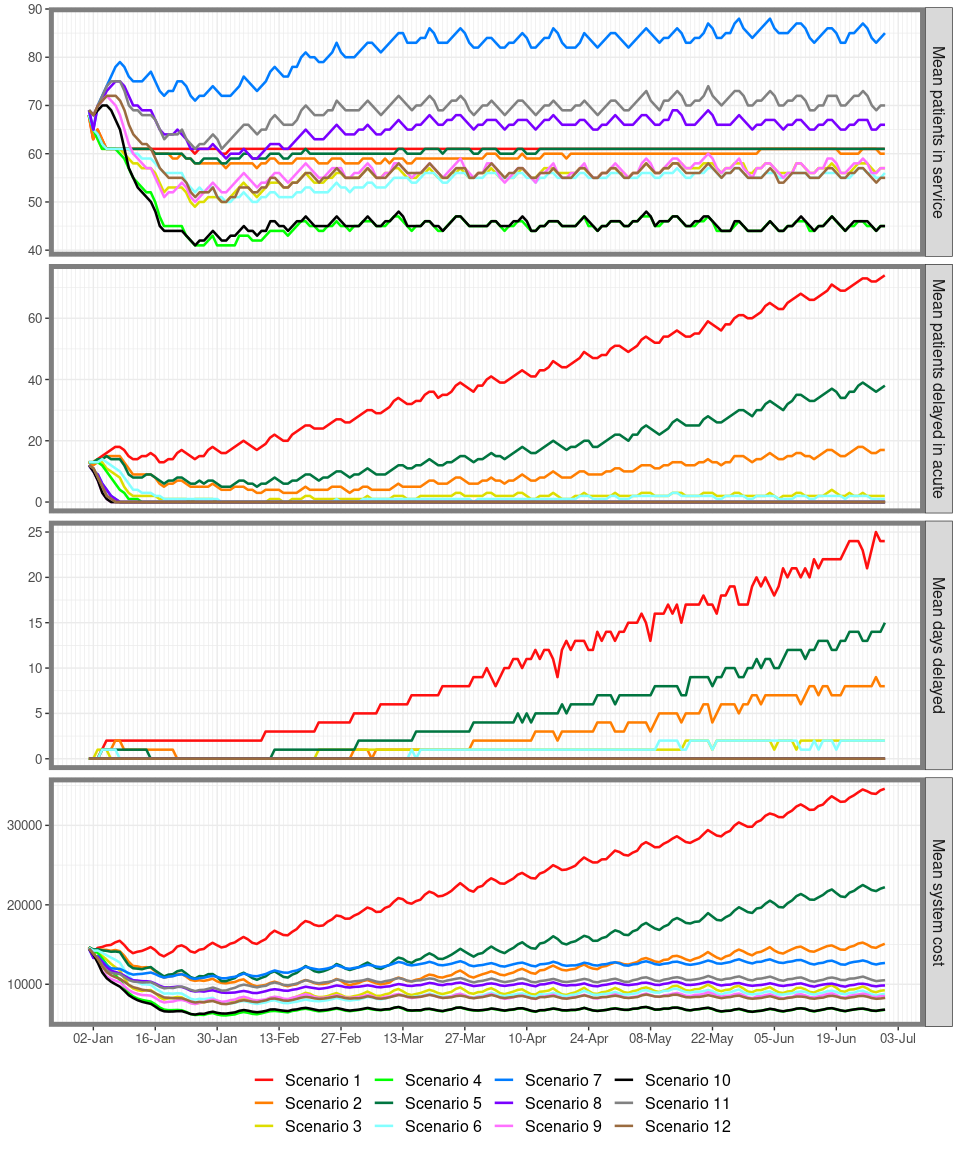 90
80
70
60
50
40
Mean patients in service
60
40
20
0
Mean patients delayed in acute
25
20
15
10
5
0
Mean days delayed
30000
20000
10000
Mean system cost
02-Jan 16-Jan 30-Jan 13-Feb 27-Feb 13-Mar 27-Mar 10-Apr 24-Apr 08-May 22-May 05-Jun 19-Jun 03-Jul
Scenario 1 Scenario 4 Scenario 7 Scenario 10
Scenario 2 Scenario 5 Scenario 8 Scenario 11
Scenario 3 Scenario 6 Scenario 9 Scenario 12